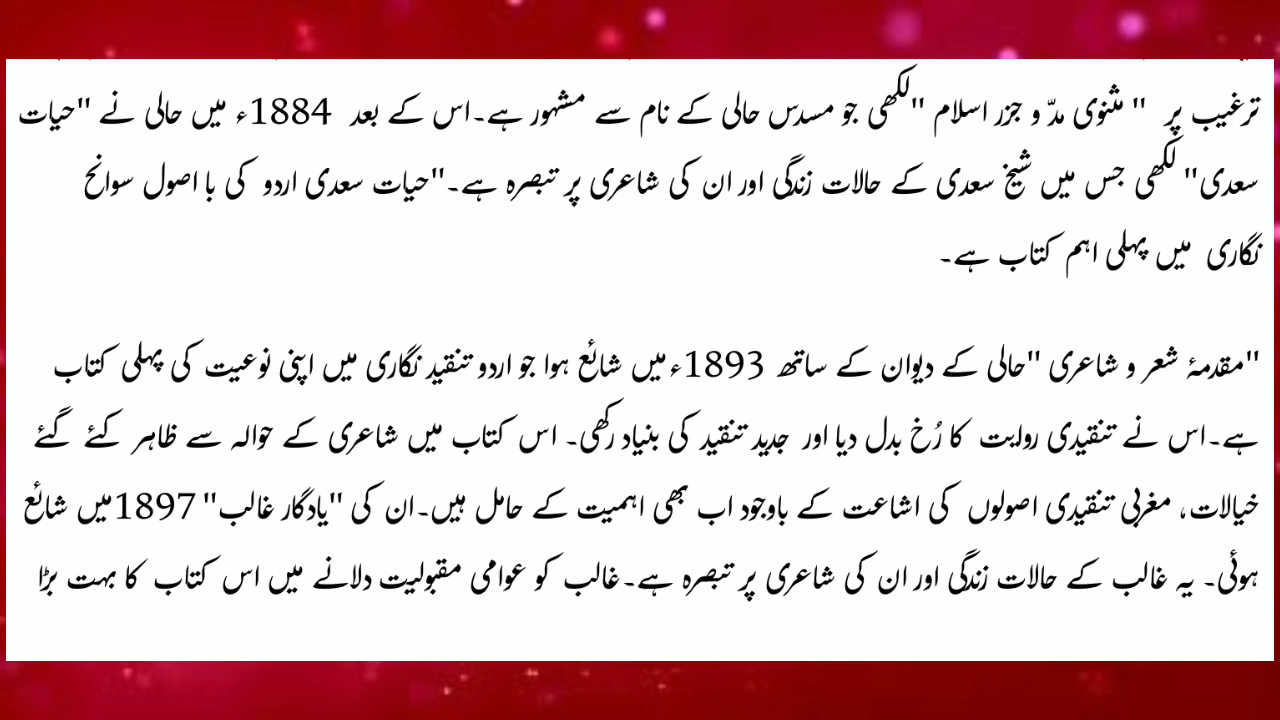 ترغیب پر " مثنوی مدّ و جزر اسلام "لکھی جو مسدس حالی کے نام سے مشہور ہے۔اس کے بعد 1884ء میں حالی نے "حیات
سعدی" لکھی جس میں شیخ سعدی کے حالات زندگی اور ان کی شاعری پر تبصرہ ہے۔"حیات سعدی اردو کی با اصول سوانح
نگاری میں پہلی اہم کتاب ہے۔
"مقدمۂ شعر و شاعری "حالی کے دیوان کے ساتھ 1893ءمیں شائع ہوا جو اردو تنقید نگاری میں اپنی نوعیت کی پہلی کتاب
ہے۔اس نے تنقیدی روایت کا رُخ بدل دیا اور جدید تنقید کی بنیاد رکھی۔ اس کتاب میں شاعری کے حوالہ سے ظاہر کئے گئے
خیالات، مغربی تنقیدی اصولوں کی اشاعت کے باوجود اب بھی اہمیت کے حامل ہیں۔ان کی "یادگار غالب" 1897میں شائع
ہوئی۔ یہ غالب کے حالات زندگی اور ان کی شاعری پر تبصرہ ہے۔غالب کو عوامی مقبولیت دلانے میں اس کتاب کا بہت بڑا